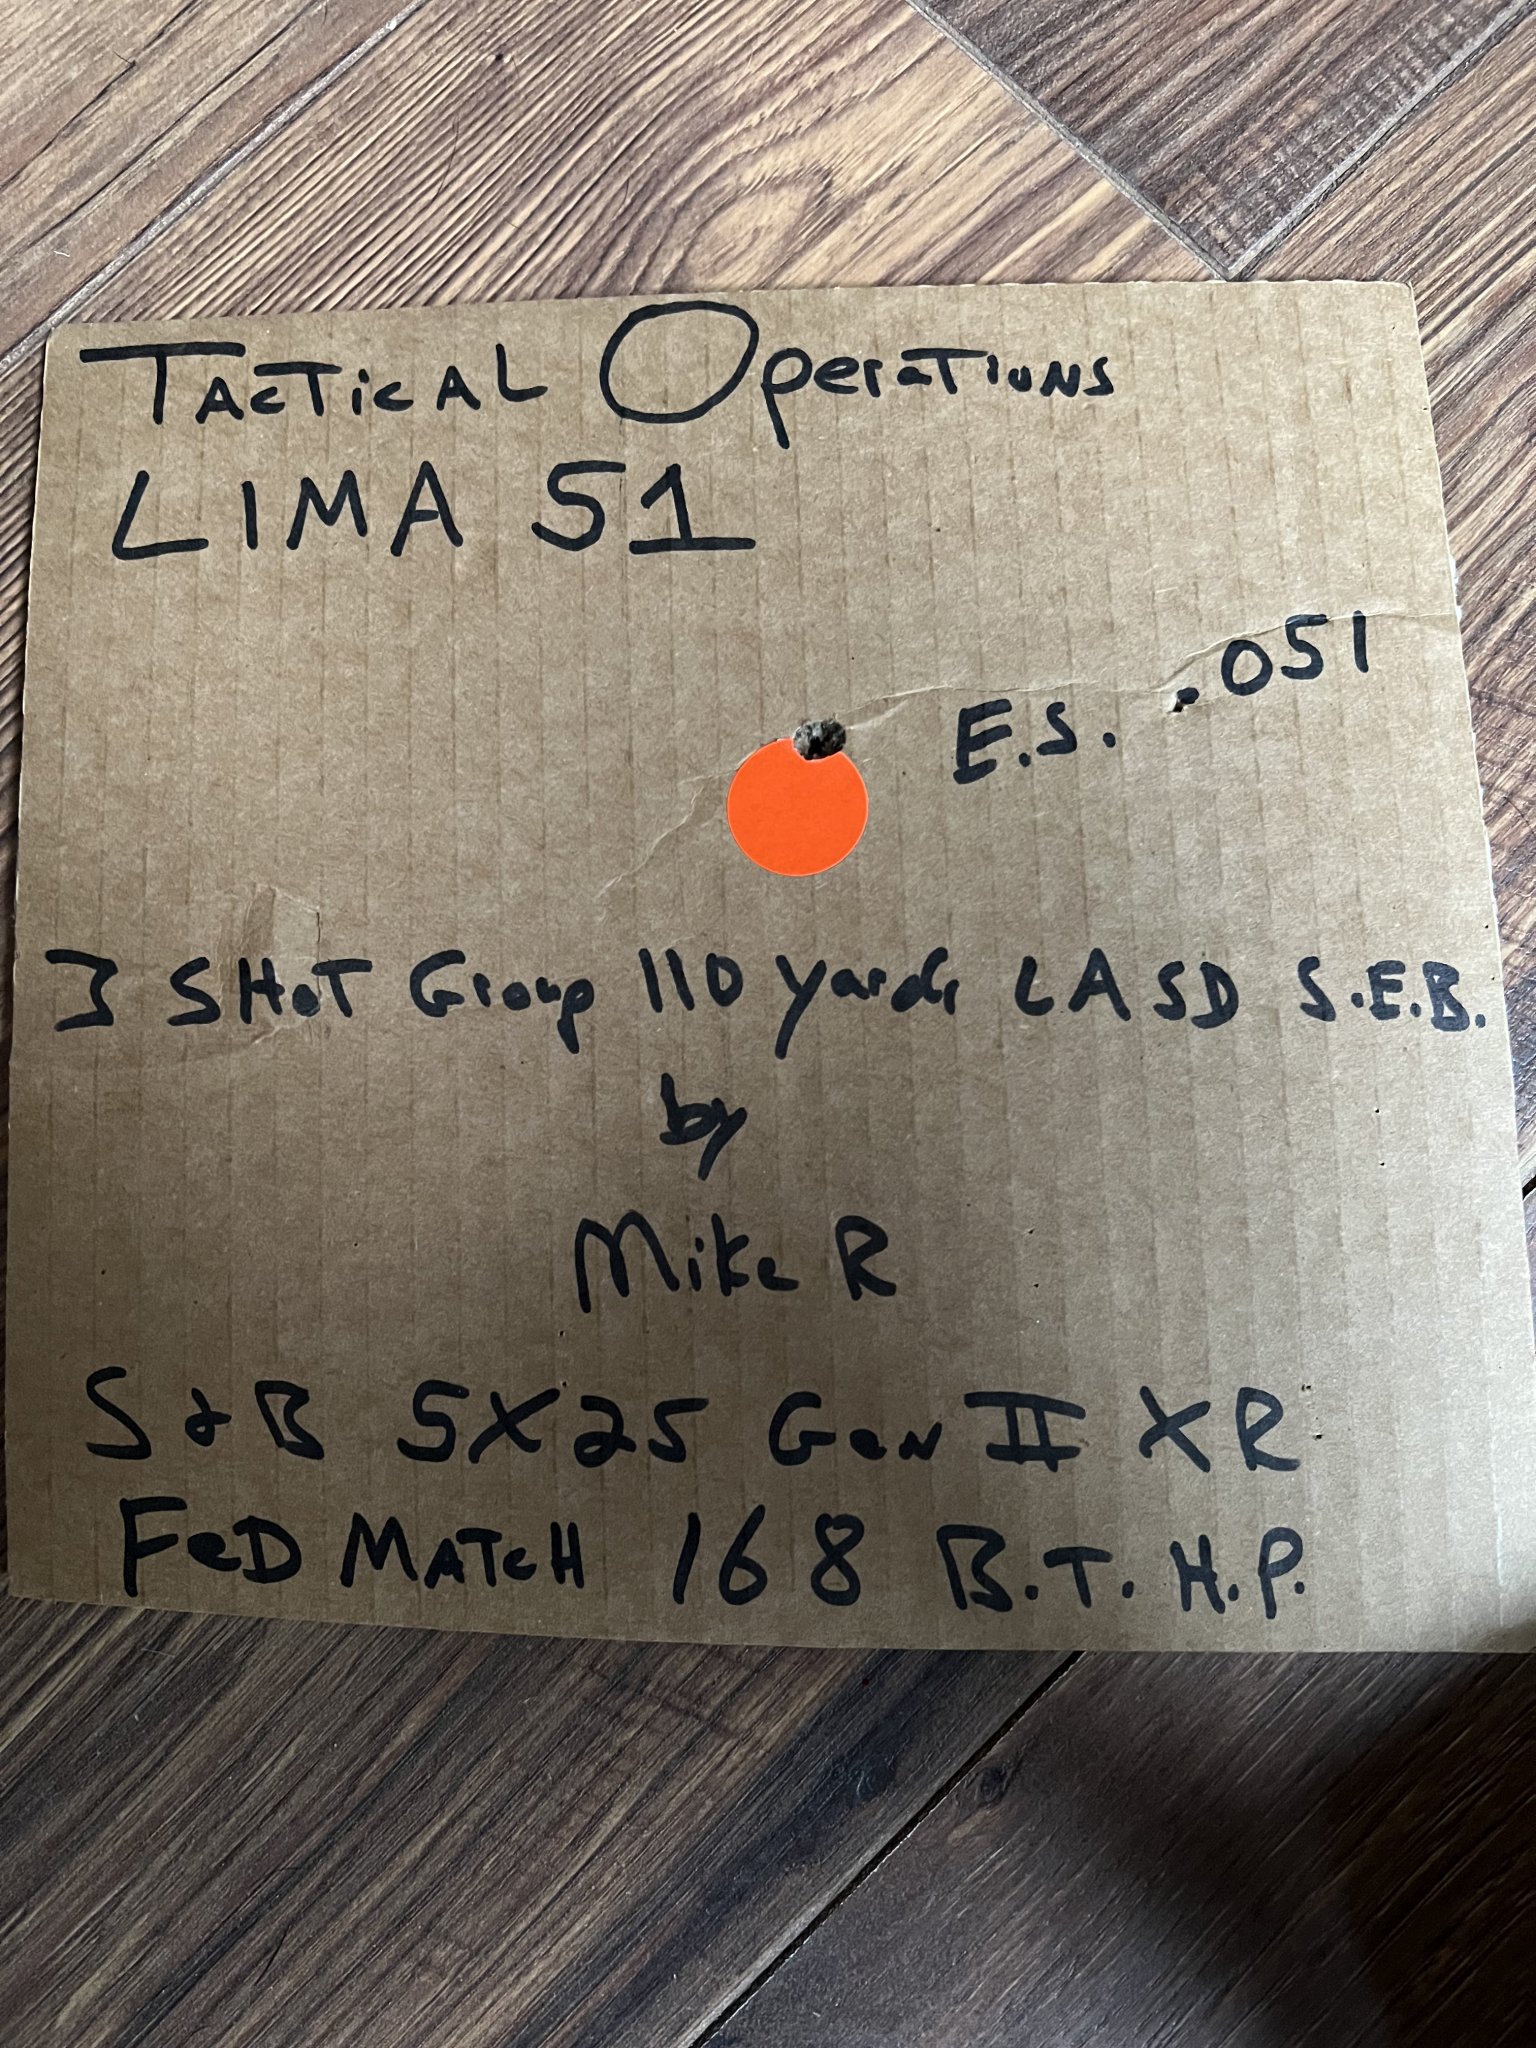 TACTICAL OPERATIONS
LIMA 51
E.S. .051
3 SHOT Group 110 yards LASD S.E.B.
by
Mike R
S & B 5X25 Gen II XR
FeD MATCH 168 B.T.H.P.